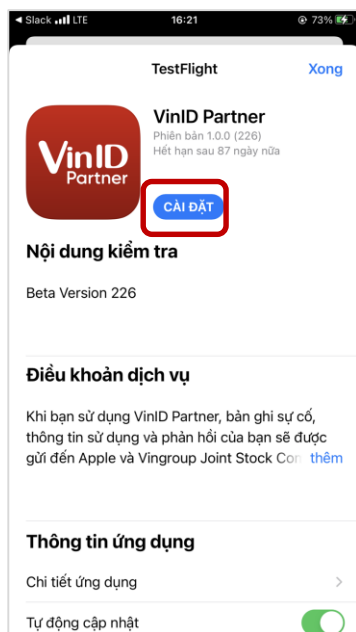 Slack LTE 16:21 73%
TestFlight Xong
VinID
Partner
VinID Partner
Phiên bản 1.0.0 (226)
Hết hạn sau 87 ngày nữa
CÀI ĐẶT
Nội dung kiểm tra
Beta Version 226
Điều khoản dịch vụ
Khi bạn sử dụng VinID Partner, bản ghi sự cố,
thông tin sử dụng và phản hồi của bạn sẽ được
gửi đến Apple và Vingroup Joint Stock Com thêm
Thông tin ứng dụng
Chi tiết ứng dụng
Tự động cập nhật